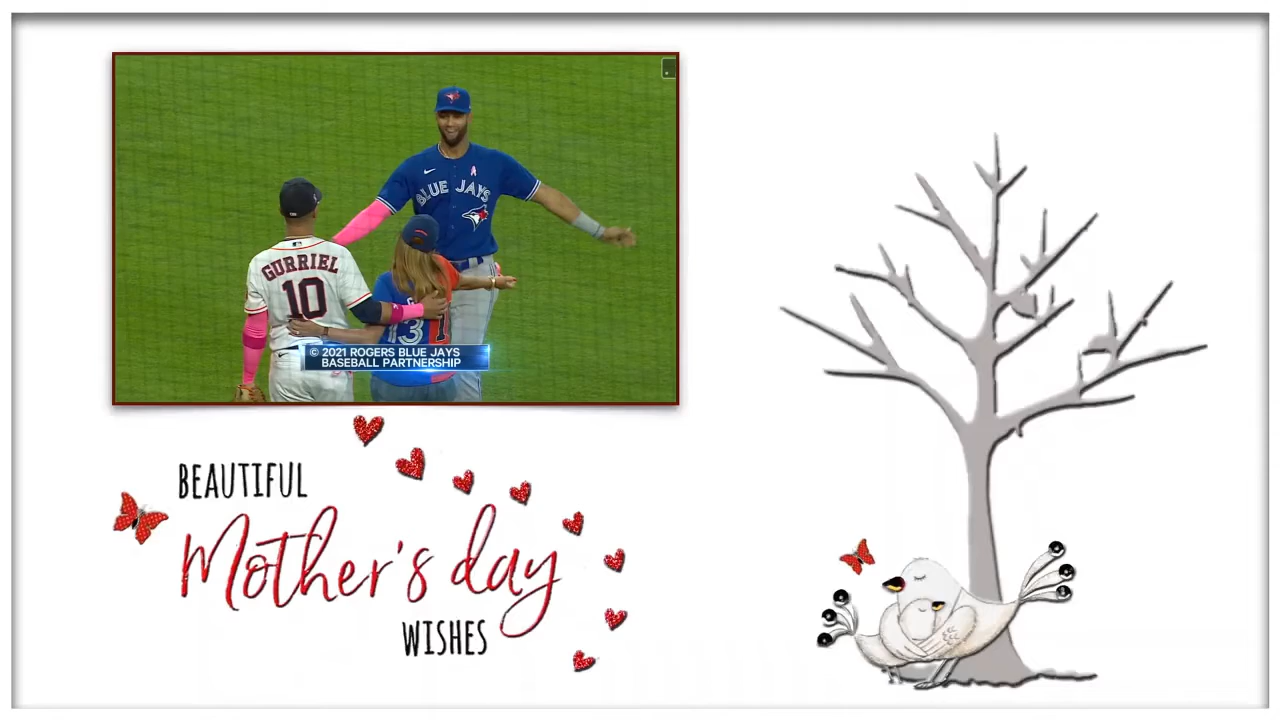 BLUE JAYS
GURRIEL
10
13
© 2021 ROGERS BLUE JAYS
BASEBALL PARTNERSHIP
BEAUTIFUL
Mother's day
WISHES